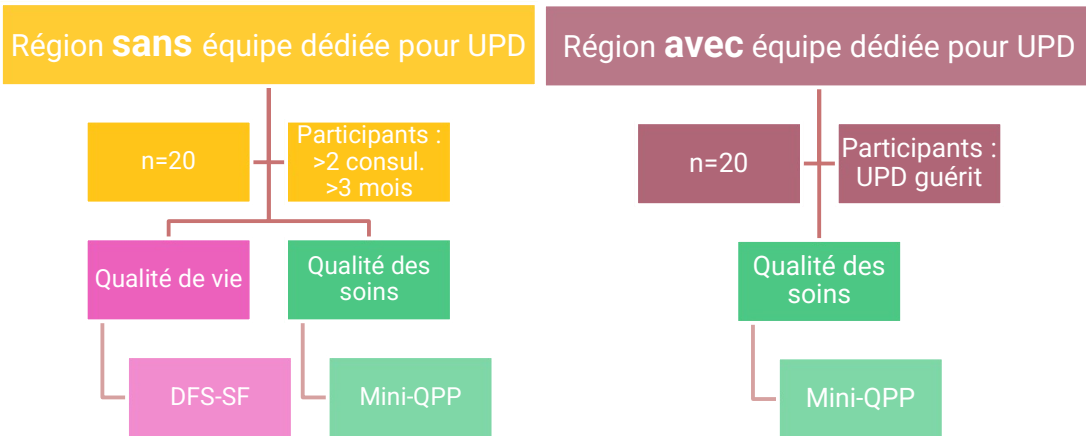 Région sans équipe dédiée pour UPD
n=20
Participants :
>2 consul.
>3 mois
Qualité de vie
Qualité des
soins
DFS-SF
Mini-QPP
Région avec équipe dédiée pour UPD
n=20
Participants :
UPD guérit
Qualité des
soins
Mini-QPP